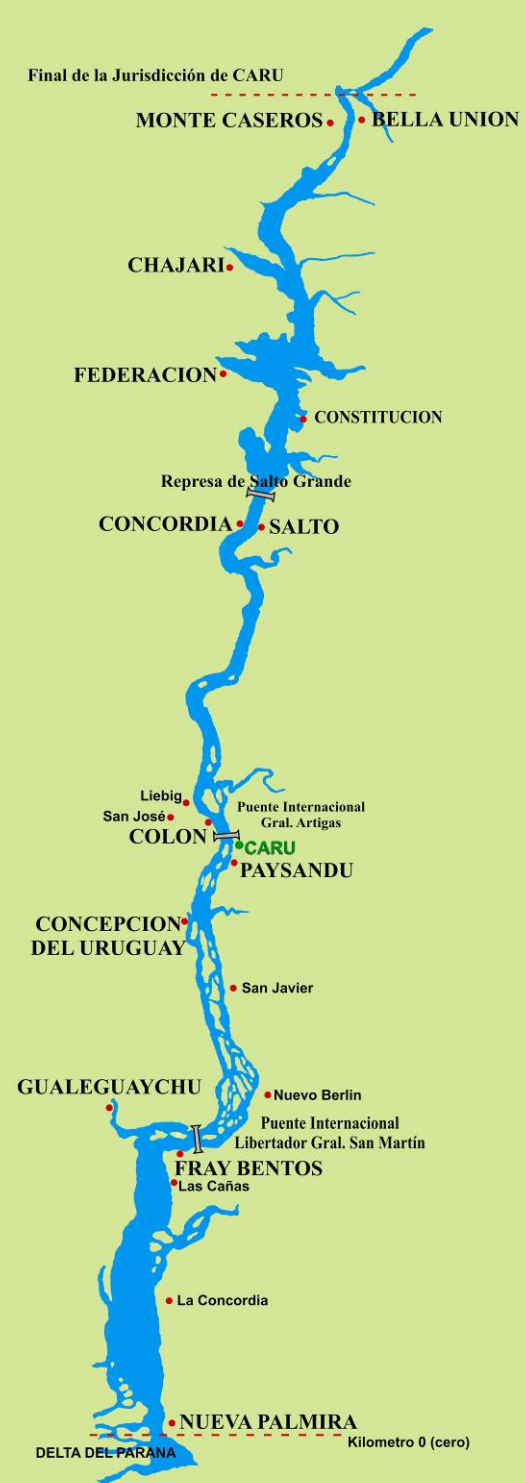 Final de la Jurisdicción de CARU
MONTE CASEROS
BELLA UNION
CHAJARI
FEDERACION
CONSTITUCION
Represa de Salto Grande
CONCORDIA
SALTO
Liebig
San José
Puente Internacional
Gral. Artigas
COLON
CARU
PAYSANDU
CONCEPCION
DEL URUGUAY
San Javier
GUALEGUAYCHU
Nuevo Berlin
Puente Internacional
Libertador Gral. San Martín
FRAY BENTOS
Las Cañas
La Concordia
NUEVA PALMIRA
Kilometro 0 (cero)
DELTA DEL PARANA